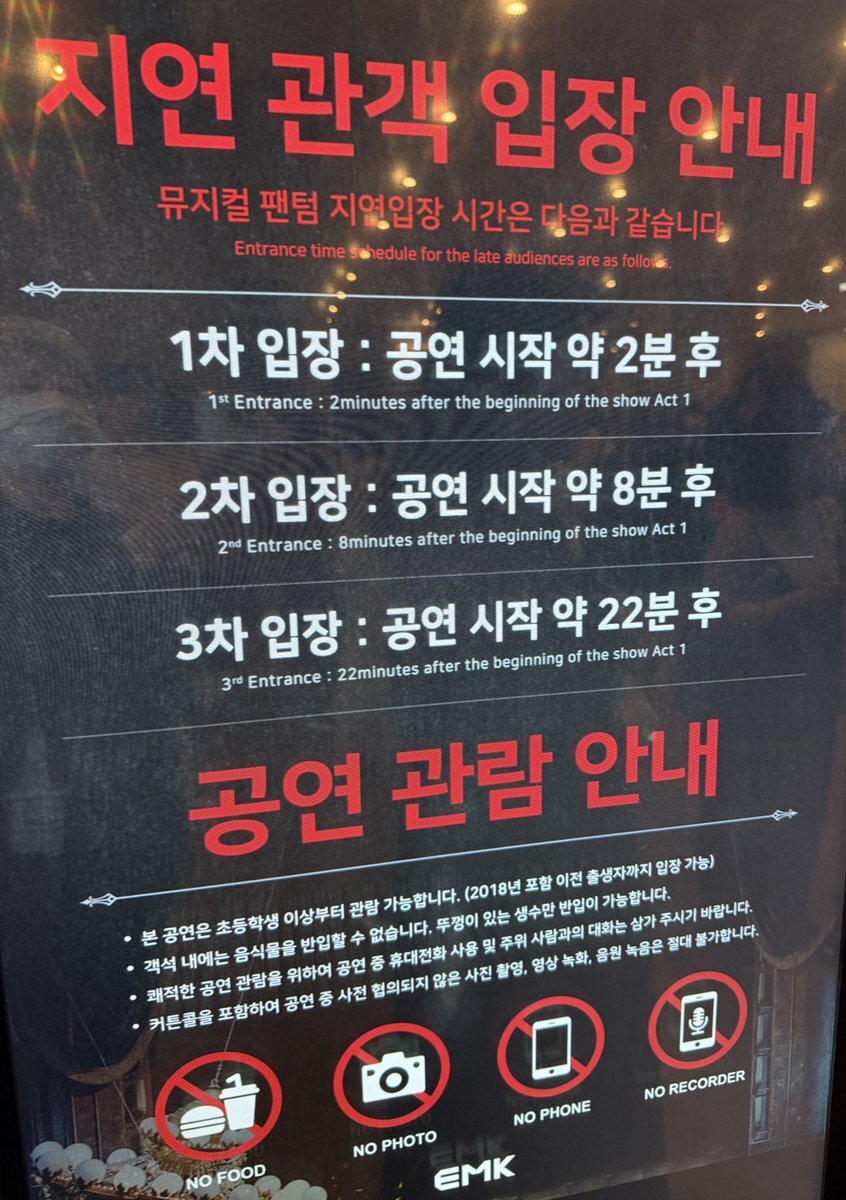 지연 관객 입장 안내
뮤지컬 팬텀 지연입장 시간은 다음과 같습니다
Entrance time schedule for the late audiences are as follows.
1차 입장 : 공연 시작 약 2분 후
1st Entrance : 2minutes after the beginning of the show Act 1
2차 입장 : 공연 시작 약 8분 후
2nd Entrance : 8minutes after the beginning of the show Act 1
3차 입장 : 공연 시작 약 22분 후
3rd Entrance : 22minutes after the beginning of the show Act 1
공연 관람 안내
• 본 공연은 초등학생 이상부터 관람 가능합니다. (2018년 포함 이전 출생자까지 입장 가능)
• 객석 내에는 음식물을 반입할 수 없습니다. 뚜껑이 있는 생수만 반입이 가능합니다.
• 쾌적한 공연 관람을 위하여 공연 중 휴대전화 사용 및 주위 사람과의 대화는 삼가 주시기 바랍니다.
• 커튼콜을 포함하여 공연 중 사전 협의되지 않은 사진 촬영, 영상 녹화, 음원 녹음은 절대 불가합니다.
NO FOOD
NO PHOTO
NO PHONE
NO RECORDER
EMK